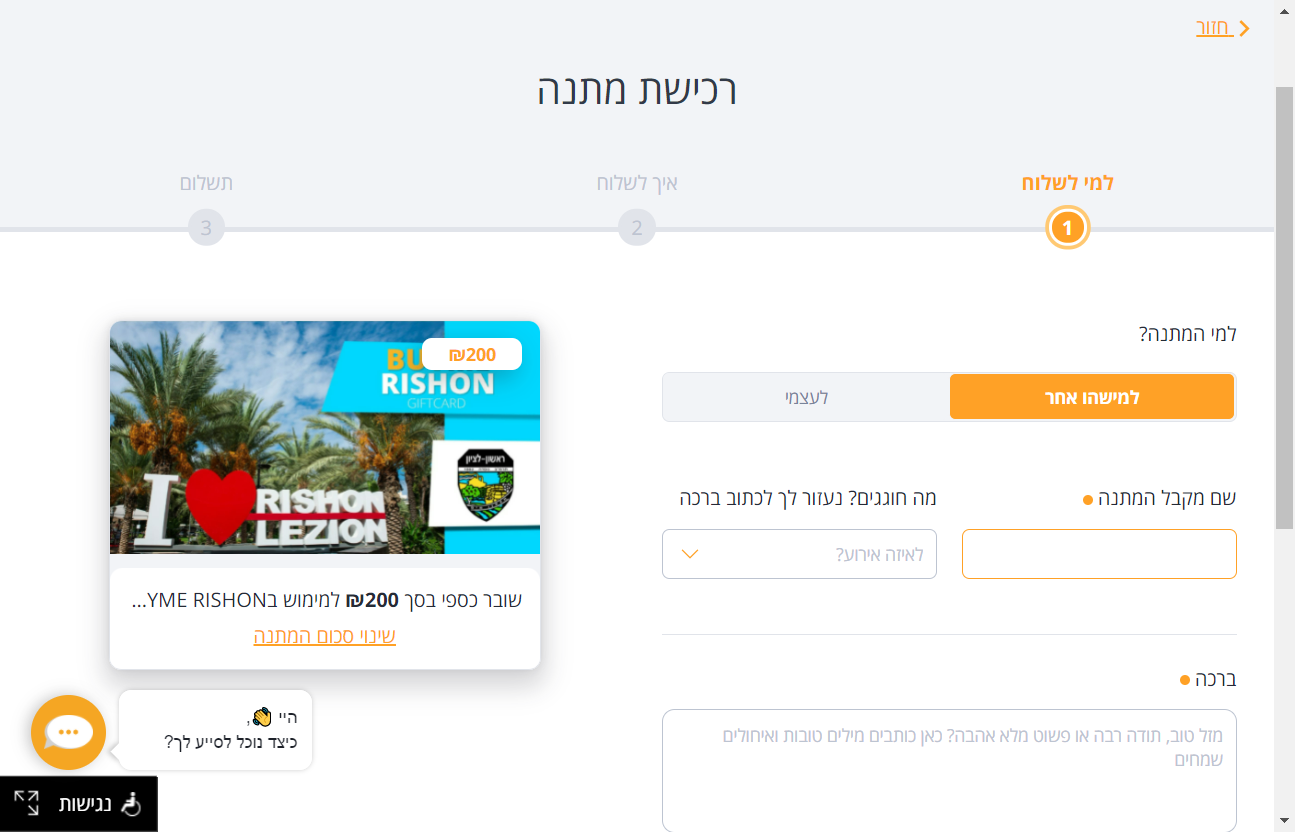 חזור
רכישת מתנה
למי לשלוח
איך לשלוח
תשלום
1
2
3
למי המתנה?
למישהו אחר
לעצמי
שם מקבל המתנה
מה חוגגים? נעזור לך לכתוב ברכה
לאיזה אירוע?
ברכה
מזל טוב, תודה רבה או פשוט מלא אהבה? כאן כותבים מילים טובות ואיחולים
שמחים
₪200
RISHON
GIFTCARD
ראשון-לציון
I
RISHON
LEZION
שובר כספי בסך ₪200 למימוש בYME RISHON...
שינוי סכום המתנה
היי 👋,
כיצד נוכל לסייע לך?
נגישות